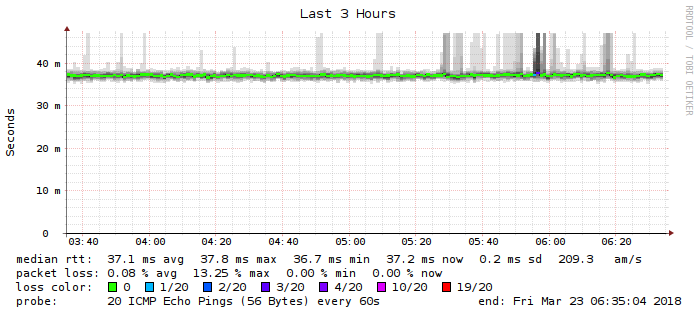 Last 3 Hours
RRDTOOL / TOBI OETIKER
Seconds
40 m
30 m
20 m
10 m
0
03:40 04:00 04:20 04:40 05:00 05:20 05:40 06:00 06:20
median rtt: 37.1 ms avg 37.8 ms max 36.7 ms min 37.2 ms now 0.2 ms sd 209.3 am/s
packet loss: 0.08 % avg 13.25 % max 0.00 % min 0.00 % now
loss color: 0 1/20 2/20 3/20 4/20 10/20 19/20
probe: 20 ICMP Echo Pings (56 Bytes) every 60s end: Fri Mar 23 06:35:04 2018